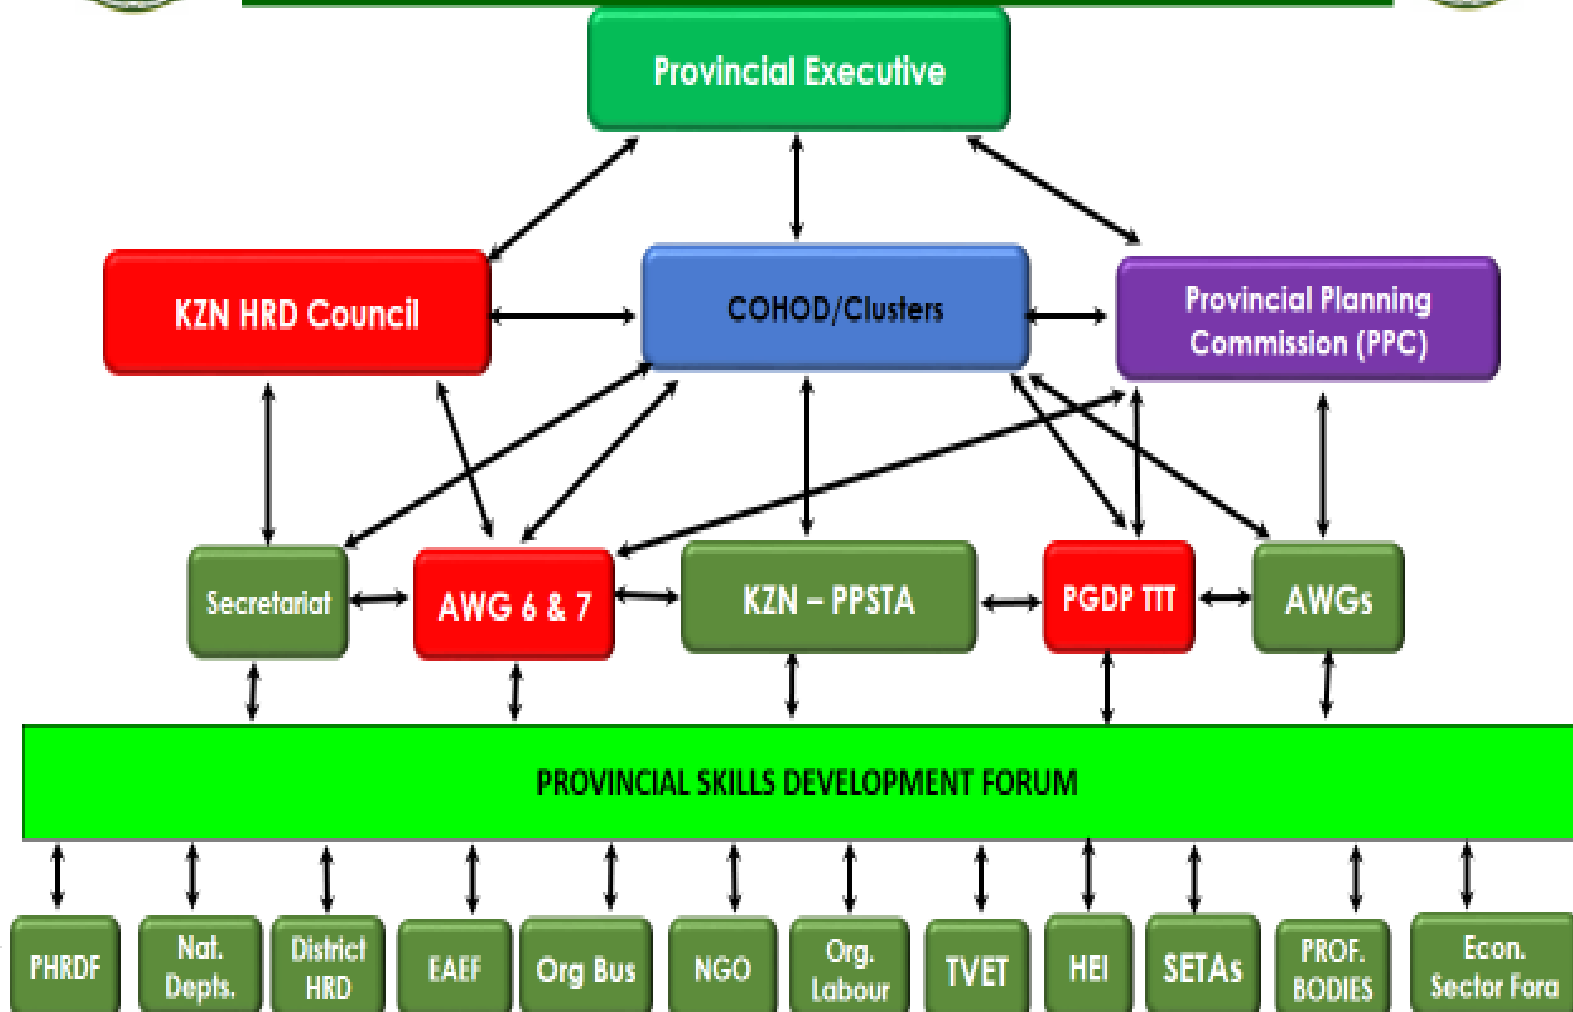 Provincial Executive
KZN HRD Council
COHOD/Clusters
Provincial Planning
Commission (PPC)
Secretariat
AWG 6 & 7
KZN – PPSTA
PGDP TTT
AWGs
PROVINCIAL SKILLS DEVELOPMENT FORUM
PHRDF
Nat.
Depts.
District
HRD
EAEF
Org Bus
NGO
Org.
Labour
TVET
HEI
SETAs
PROF.
BODIES
Econ.
Sector Fora